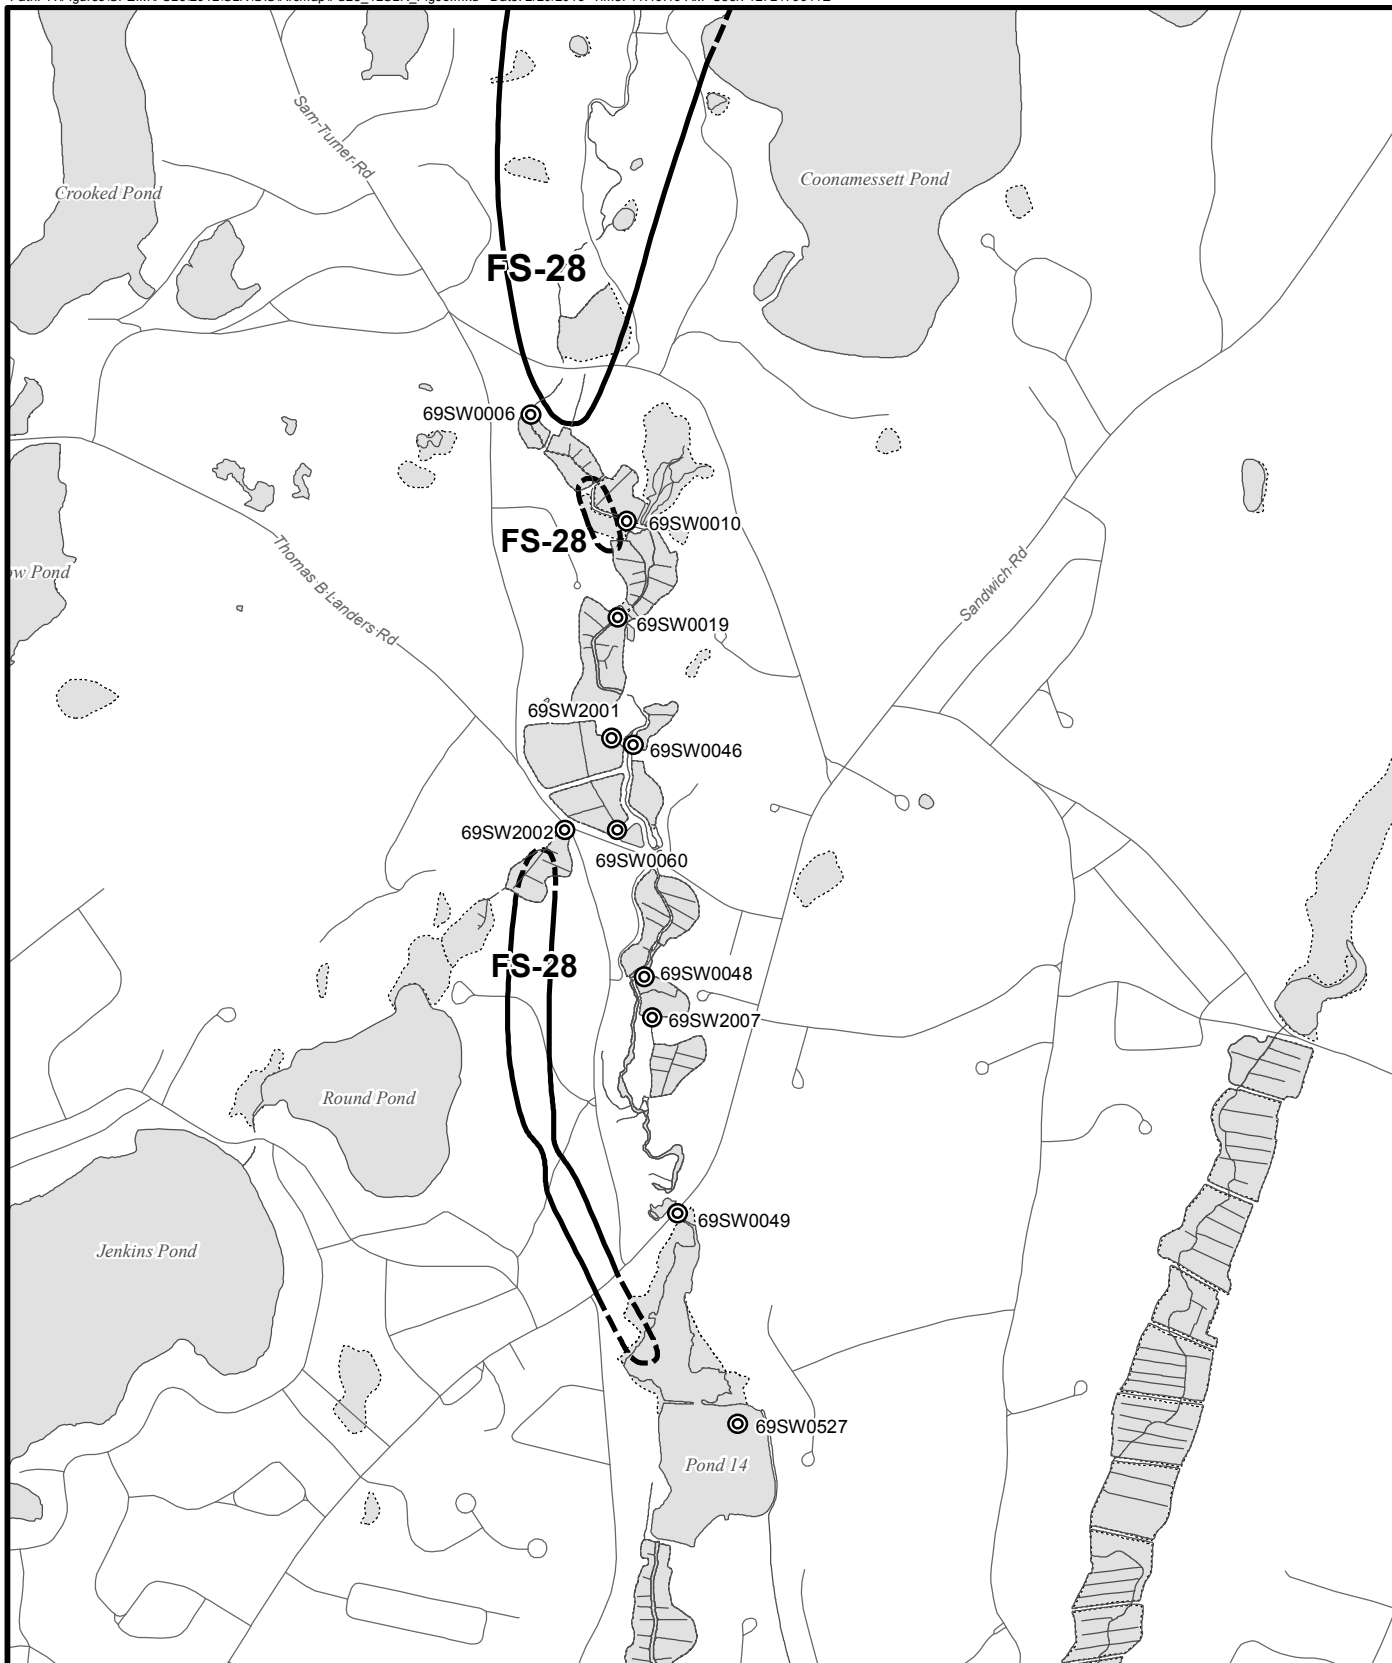 Sam Turner Rd
Crooked Pond
Coonamessett Pond
FS-28
69SW0006
69SW0010
FS-28
Thomas B Landers Rd
Pond
Sandwich Rd
69SW0019
69SW2001
69SW0046
69SW2002
69SW0060
FS-28
69SW0048
69SW2007
Round Pond
69SW0049
Jenkins Pond
69SW0527
Pond 14